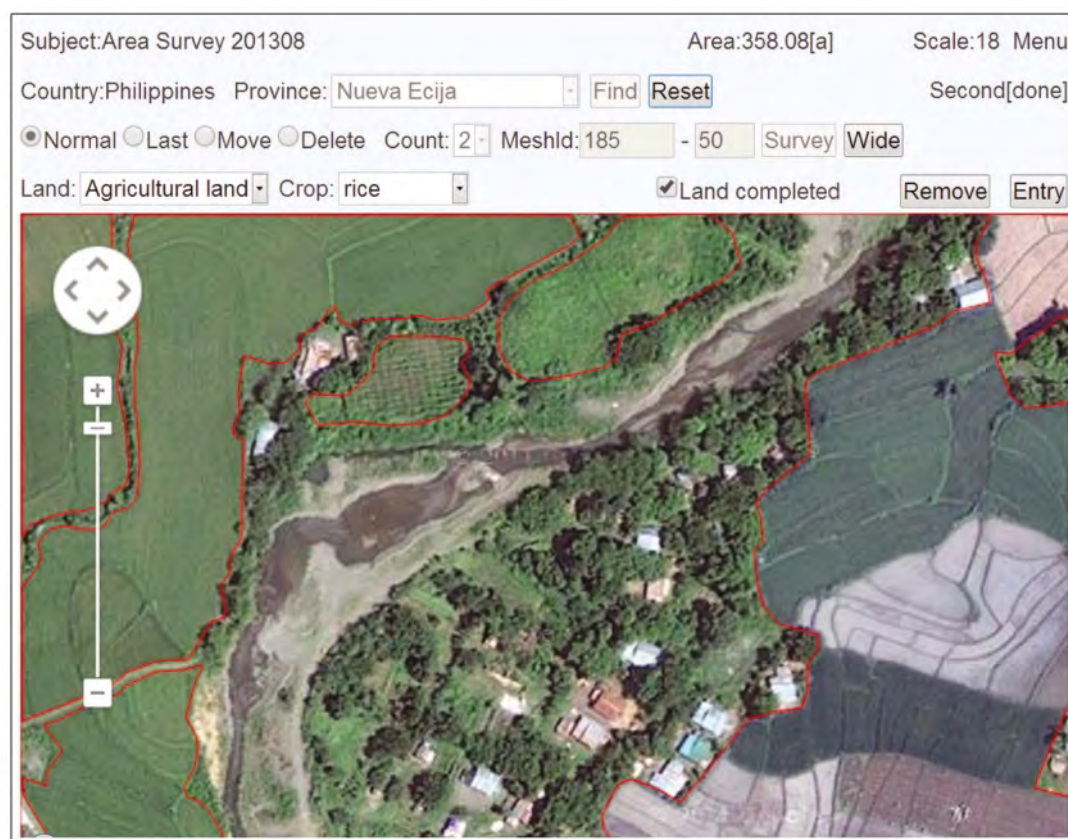 Subject:Area Survey 201308 Area:358.08[a] Scale:18 Menu
Country:Philippines Province: Nueva Ecija Find Reset Second[done]
Normal Last Move Delete Count: 2 MeshId: 185 - 50 Survey Wide
Land: Agricultural land Crop: rice Land completed Remove Entry